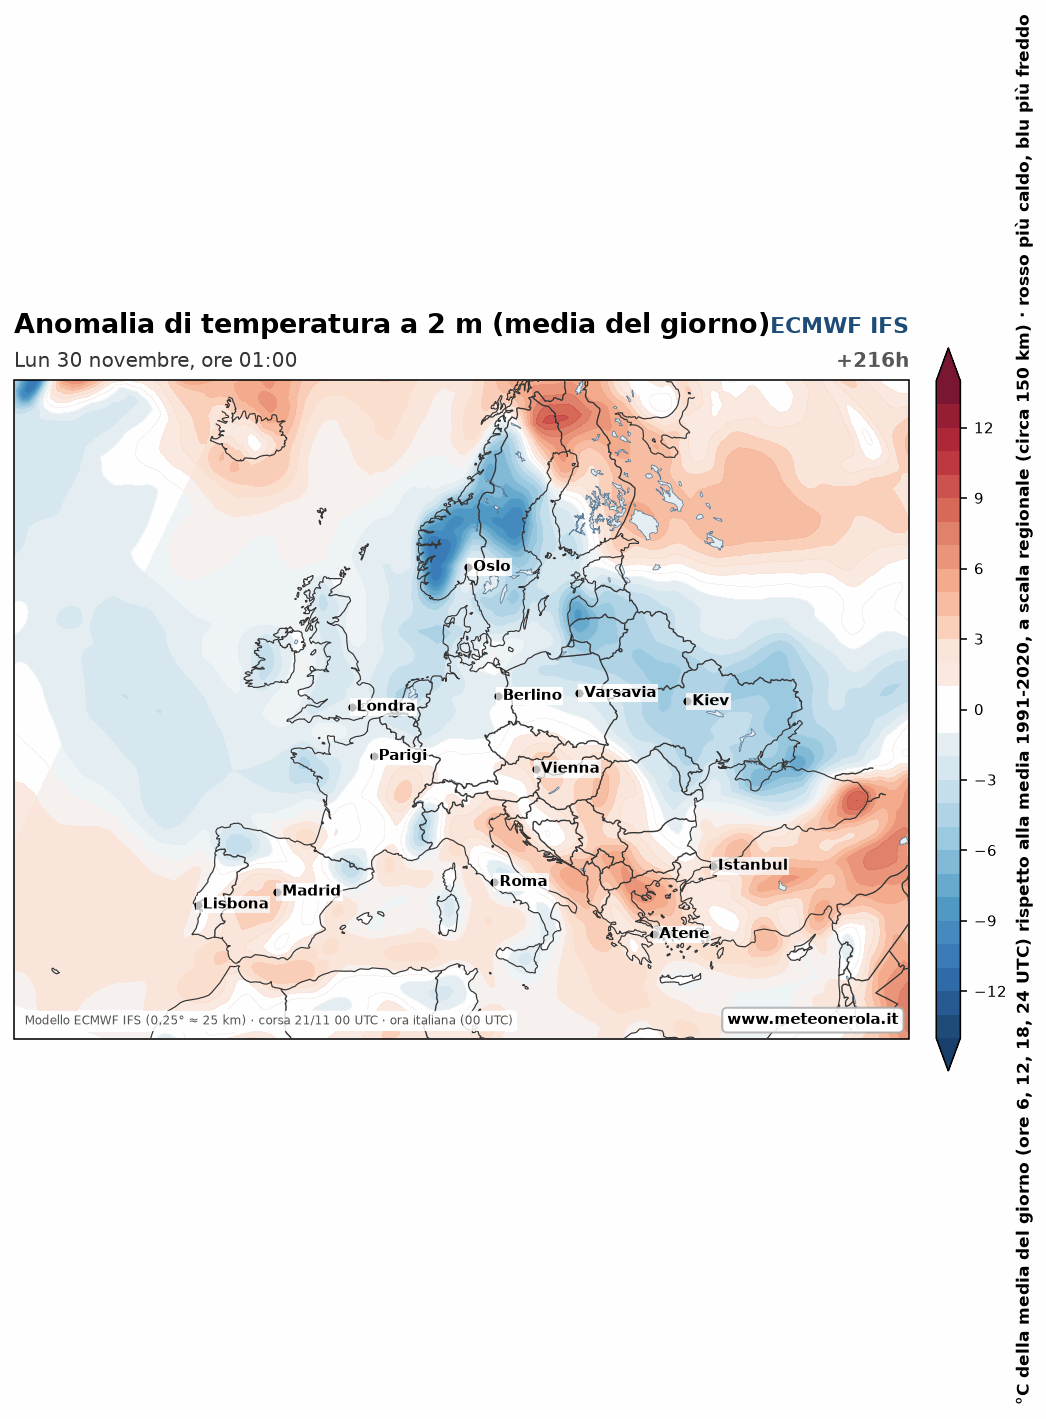 Anomalia di temperatura a 2 m (media del giorno)
ECMWF IFS
Lun 30 novembre, ore 01:00
+216h
Oslo
Londra
Berlino
Varsavia
Kiev
Parigi
Vienna
Istanbul
Roma
Madrid
Lisbona
Atene
Modello ECMWF IFS (0,25° ≈ 25 km) · corsa 21/11 00 UTC · ora italiana (00 UTC)
www.meteonerola.it
12
9
6
3
0
−3
−6
−9
−12
°C della media del giorno (ore 6, 12, 18, 24 UTC) rispetto alla media 1991-2020, a scala regionale (circa 150 km) · rosso più caldo, blu più freddo